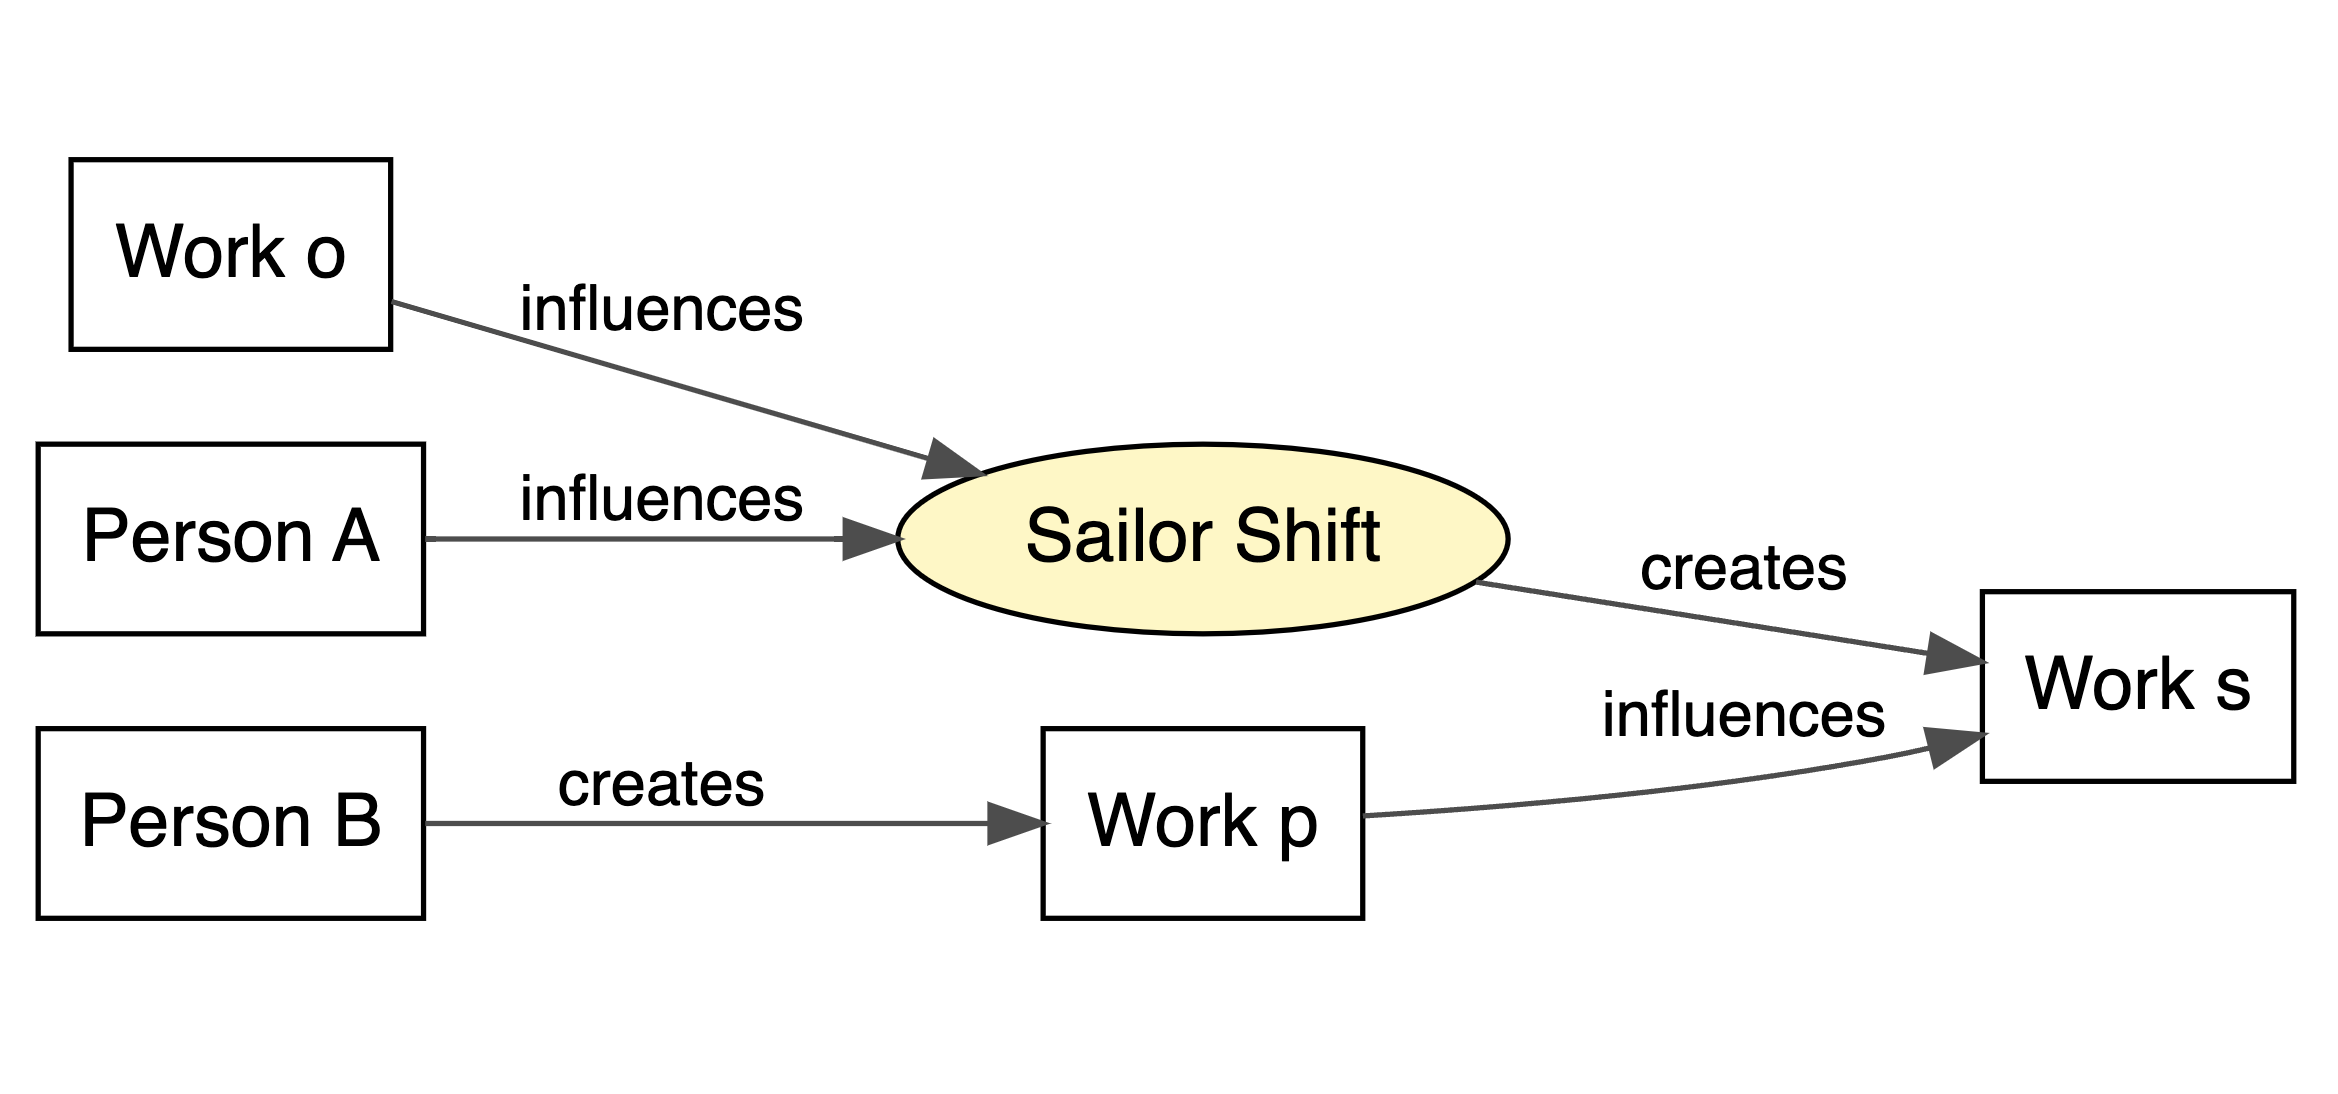 Work o
influences
Person A
influences
Sailor Shift
creates
Work s
influences
Person B
creates
Work p